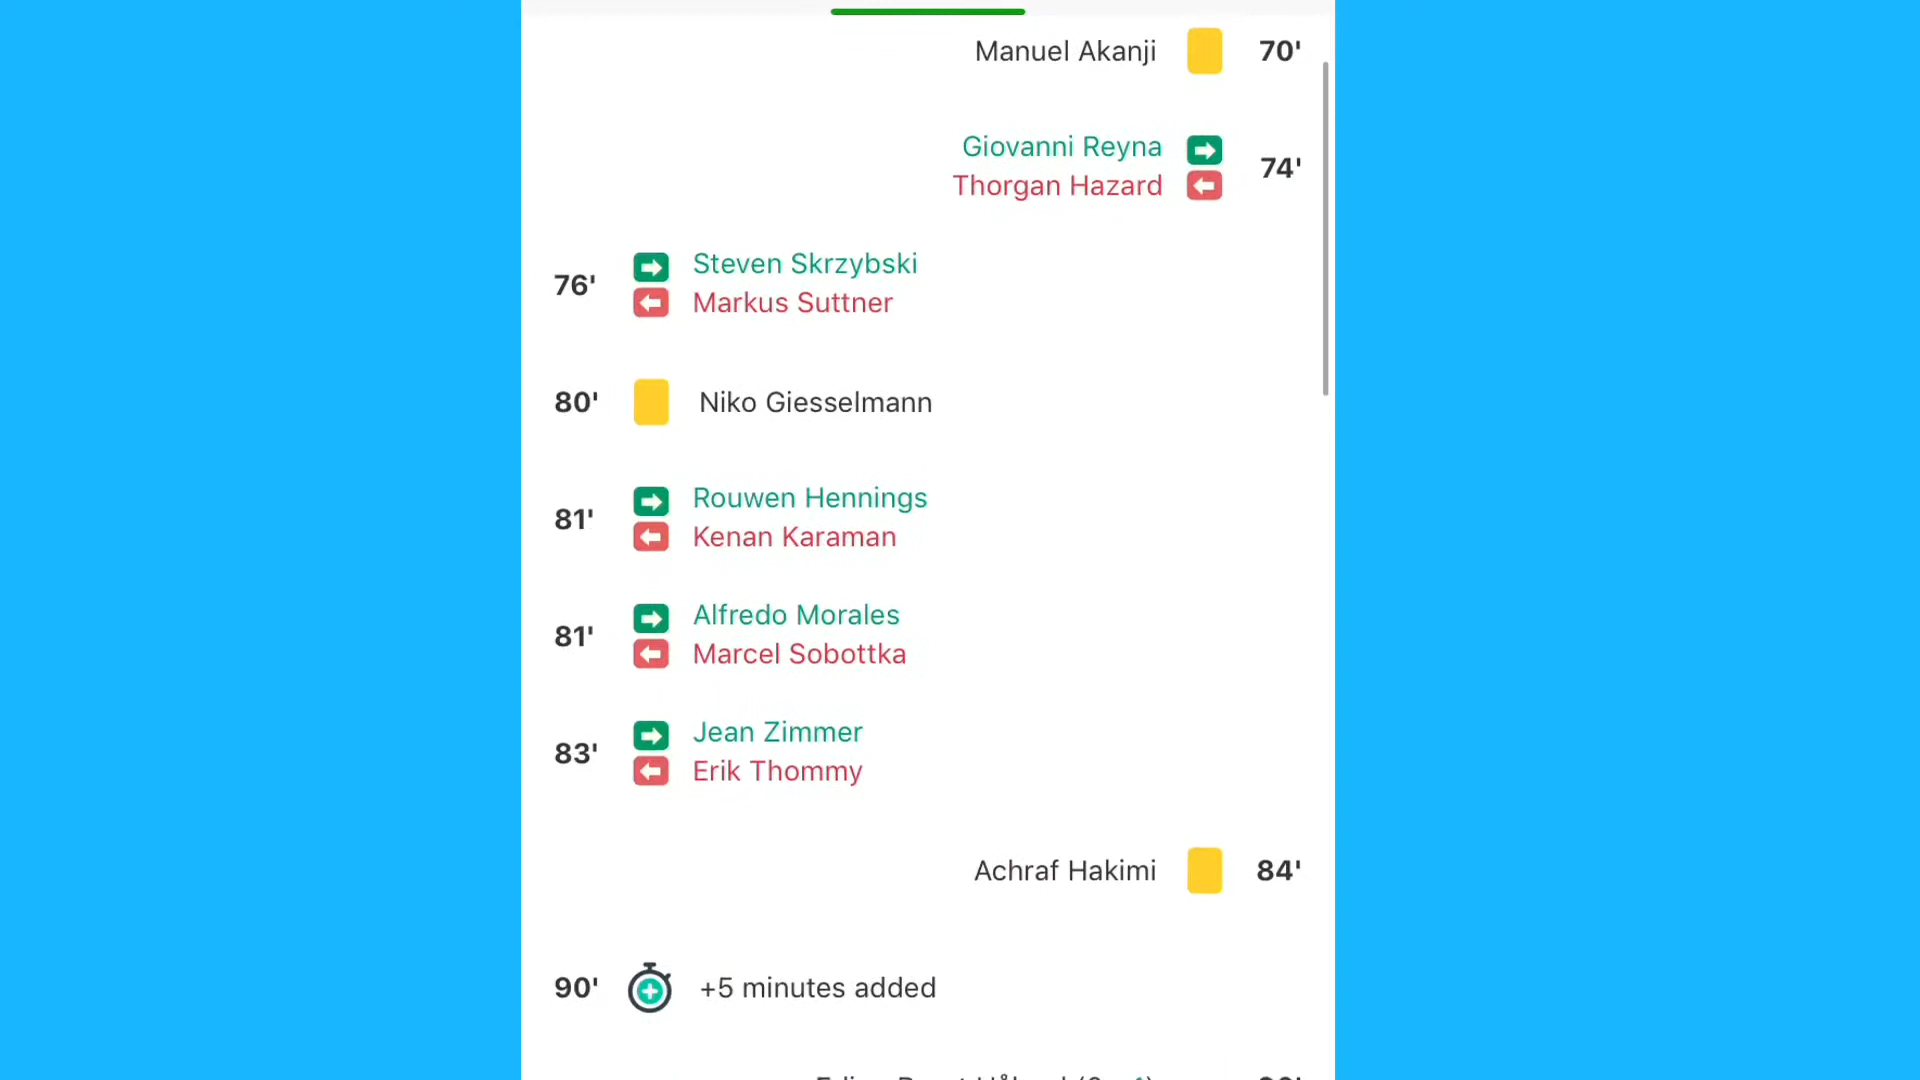 Manuel Akanji 70'
Giovanni Reyna
Thorgan Hazard
74'
Steven Skrzybski
76'
Markus Suttner
80' Niko Giesselmann
Rouwen Hennings
81'
Kenan Karaman
Alfredo Morales
81'
Marcel Sobottka
Jean Zimmer
83'
Erik Thommy
Achraf Hakimi 84'
90' +5 minutes added